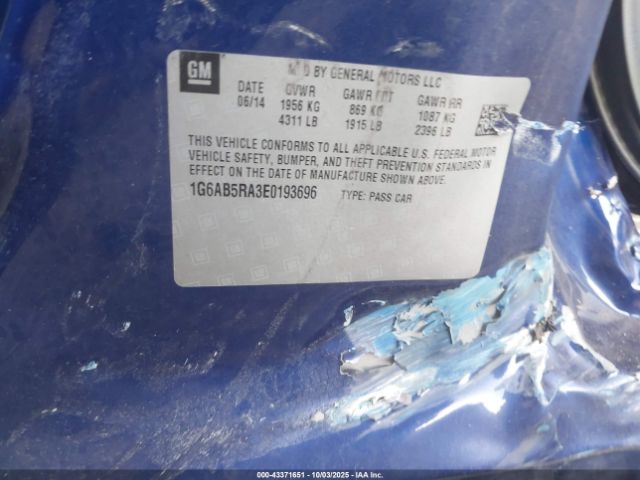 GM
M D BY GENERAL MOTORS LLC
DATE GVWR GAWR FRT GAWR RR
06/14 1956 KG 869 KG 1087 KG
4311 LB 1915 LB 2396 LB
THIS VEHICLE CONFORMS TO ALL APPLICABLE U.S. FEDERAL MOTOR
VEHICLE SAFETY, BUMPER, AND THEFT PREVENTION STANDARDS IN
EFFECT ON THE DATE OF MANUFACTURE SHOWN ABOVE.
1G6AB5RA3E0193696 TYPE: PASS CAR
000-43371651 | 10/03/2025 | IAA Inc.